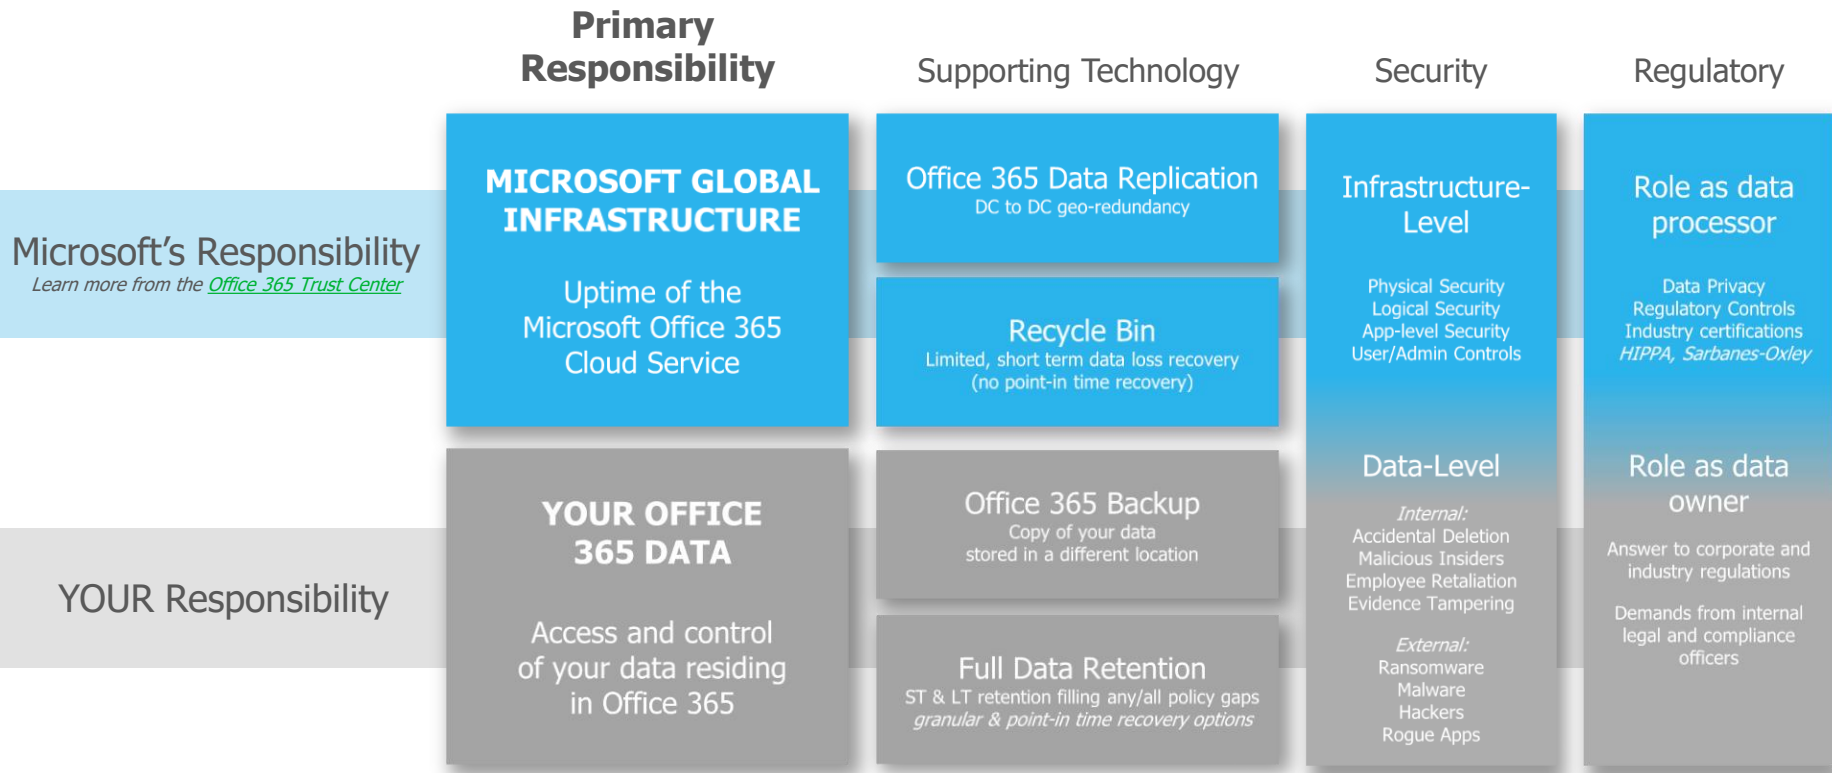 Primary
Responsibility
Supporting Technology
Security
Regulatory
Microsoft's Responsibility
Learn more from the Office 365 Trust Center
MICROSOFT GLOBAL
INFRASTRUCTURE
Uptime of the
Microsoft Office 365
Cloud Service
Office 365 Data Replication
DC to DC geo-redundancy
Recycle Bin
Limited, short term data loss recovery
(no point-in time recovery)
Infrastructure-
Level
Physical Security
Logical Security
App-level Security
User/Admin Controls
Role as data
processor
Data Privacy
Regulatory Controls
Industry certifications
HIPPA, Sarbanes-Oxley
YOUR Responsibility
YOUR OFFICE
365 DATA
Access and control
of your data residing
in Office 365
Office 365 Backup
Copy of your data
stored in a different location
Full Data Retention
ST & LT retention filling any/all policy gaps
granular & point-in time recovery options
Data-Level
Internal:
Accidental Deletion
Malicious Insiders
Employee Retaliation
Evidence Tampering
External:
Ransomware
Malware
Hackers
Rogue Apps
Role as data
owner
Answer to corporate and
industry regulations
Demands from internal
legal and compliance
officers